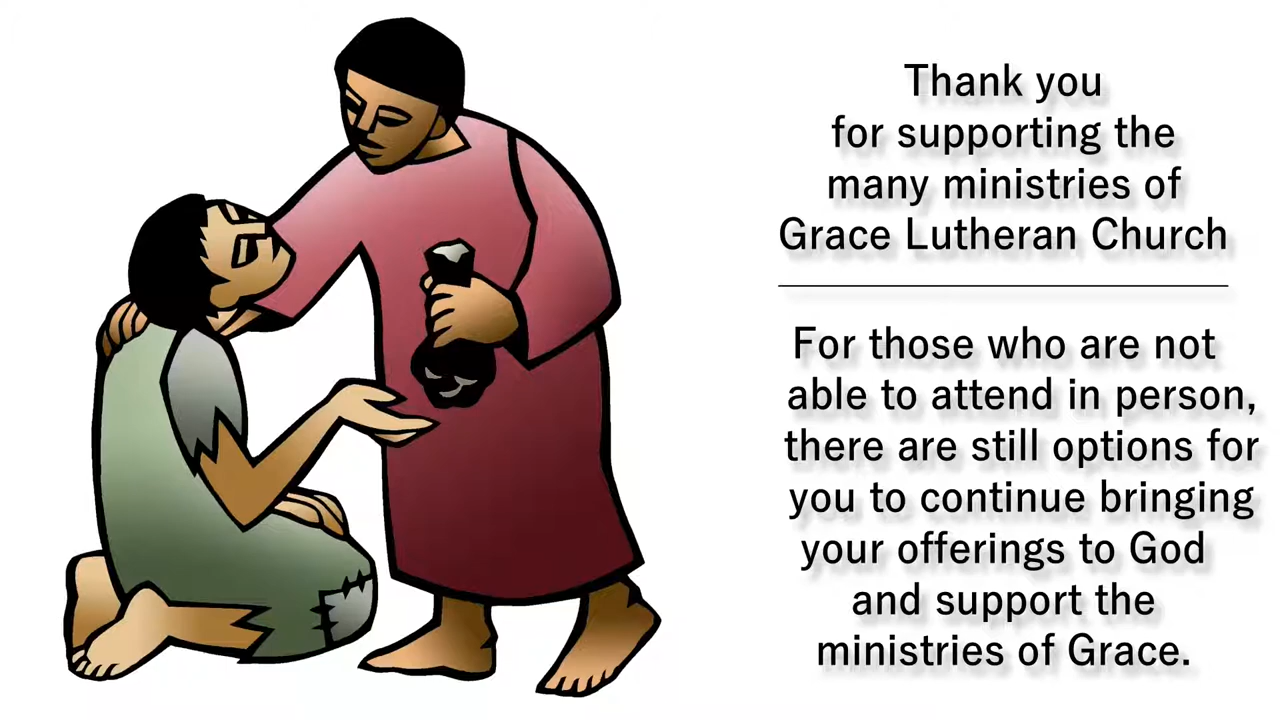 Thank you
for supporting the
many ministries of
Grace Lutheran Church
For those who are not
able to attend in person,
there are still options for
you to continue bringing
your offerings to God
and support the
ministries of Grace.